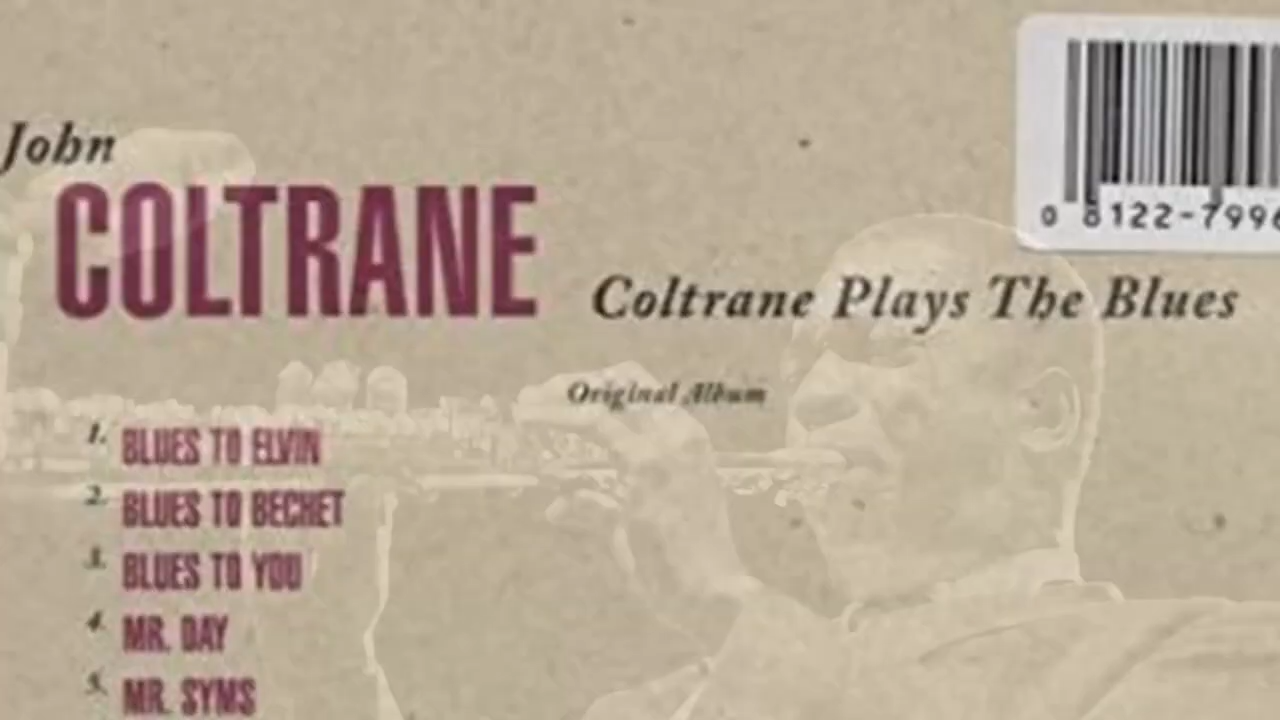 John
COLTRANE
Coltrane Plays The Blues
0 8122-7996
Original Album
1. BLUES TO ELVIN
2. BLUES TO BECHET
3. BLUES TO YOU
4. MR. DAY
5. MR. SYMS